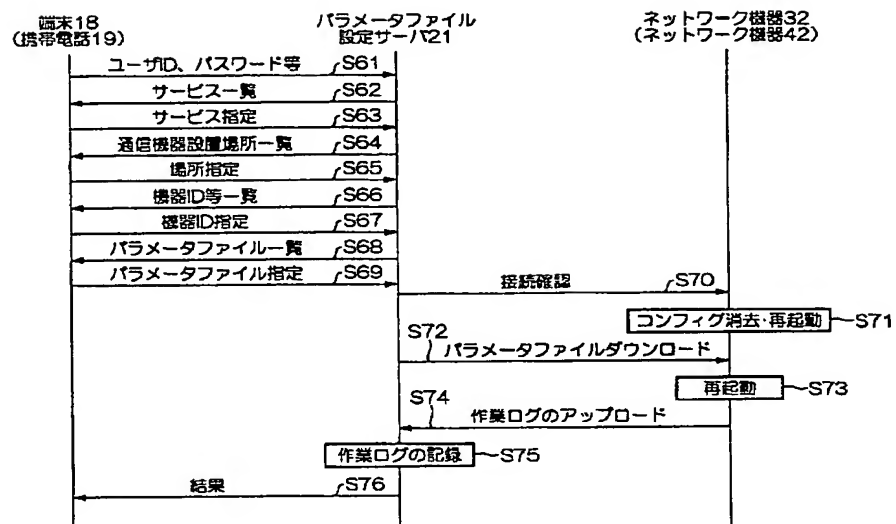 端末18
(携帯電話19)
パラメータファイル
設定サーバ21
ネットワーク機器32
(ネットワーク機器42)
ユーザID、パスワード等 S61
サービス一覧 S62
サービス指定 S63
通信機器設置場所一覧 S64
場所指定 S65
機器ID等一覧 S66
機器ID指定 S67
パラメータファイル一覧 S68
パラメータファイル指定 S69
接続確認 S70
コンフィグ消去・再起動 S71
S72
パラメータファイルダウンロード
再起動 S73
S74
作業ログのアップロード
作業ログの記録 S75
結果 S76